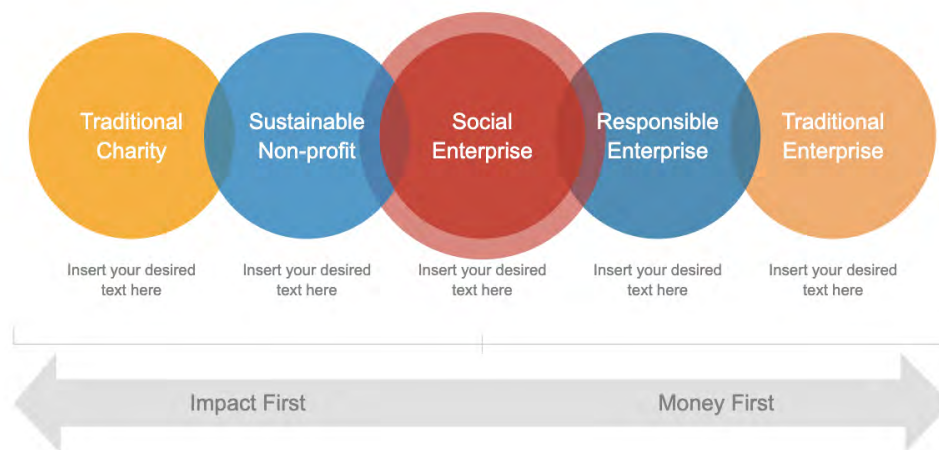 Traditional
Charity
Sustainable
Non-profit
Social
Enterprise
Responsible
Enterprise
Traditional
Enterprise
Insert your desired
text here
Insert your desired
text here
Insert your desired
text here
Insert your desired
text here
Insert your desired
text here
Impact First
Money First